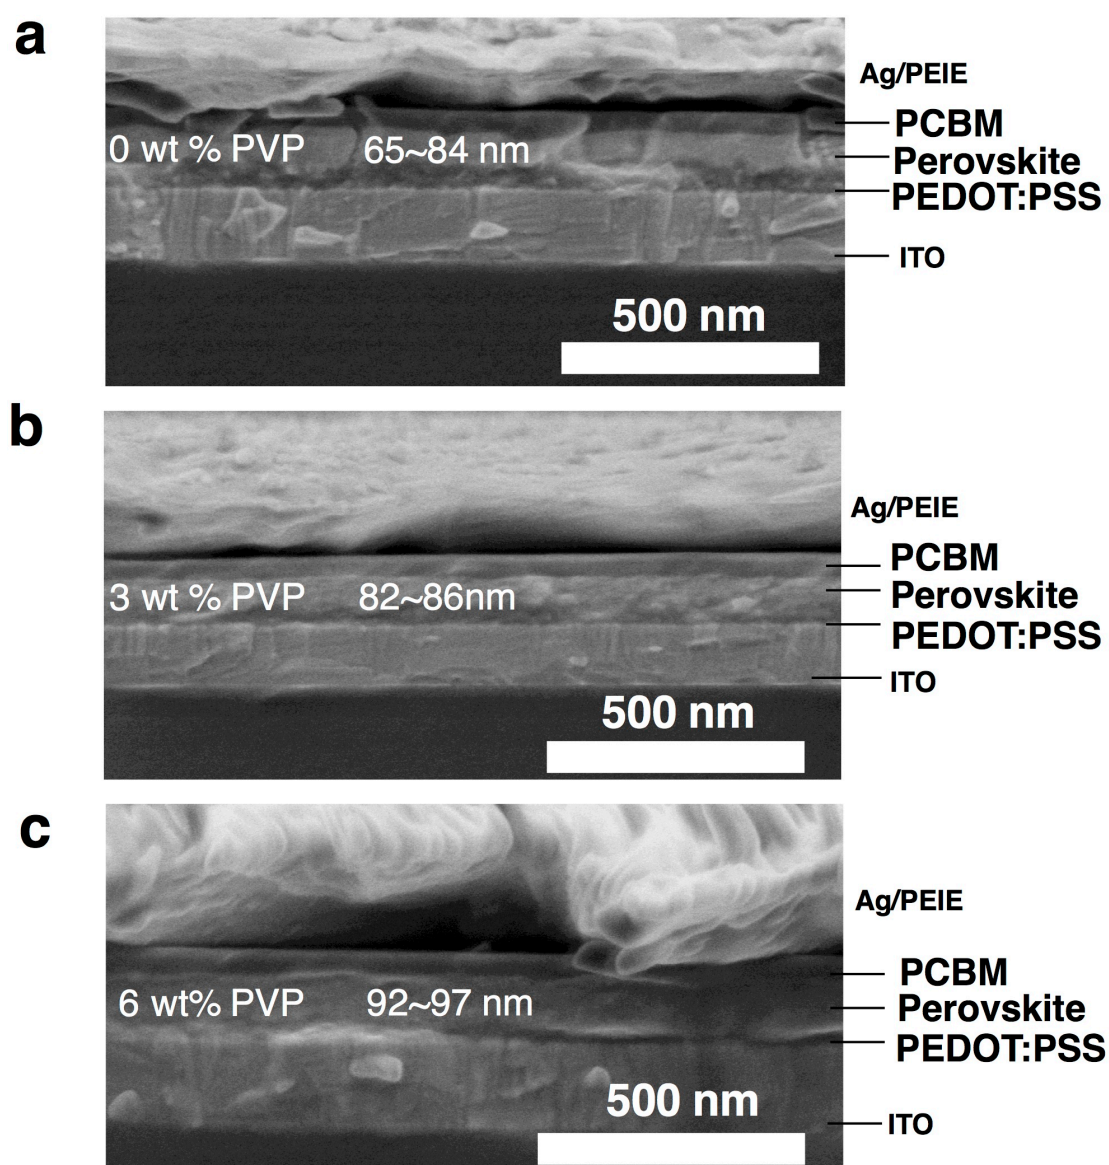 a
Ag/PEIE
PCBM
0 wt % PVP 65~84 nm
Perovskite
PEDOT:PSS
ITO
500 nm
b
Ag/PEIE
PCBM
3 wt % PVP 82~86nm
Perovskite
PEDOT:PSS
ITO
500 nm
c
Ag/PEIE
PCBM
6 wt% PVP 92~97 nm
Perovskite
PEDOT:PSS
500 nm
ITO